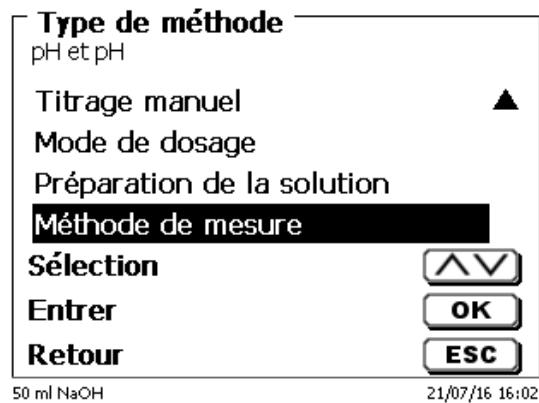 Type de méthode
pH et pH
Titrage manuel
Mode de dosage
Préparation de la solution
Méthode de mesure
Sélection
Entrer OK
Retour ESC
50 ml NaOH 21/07/16 16:02